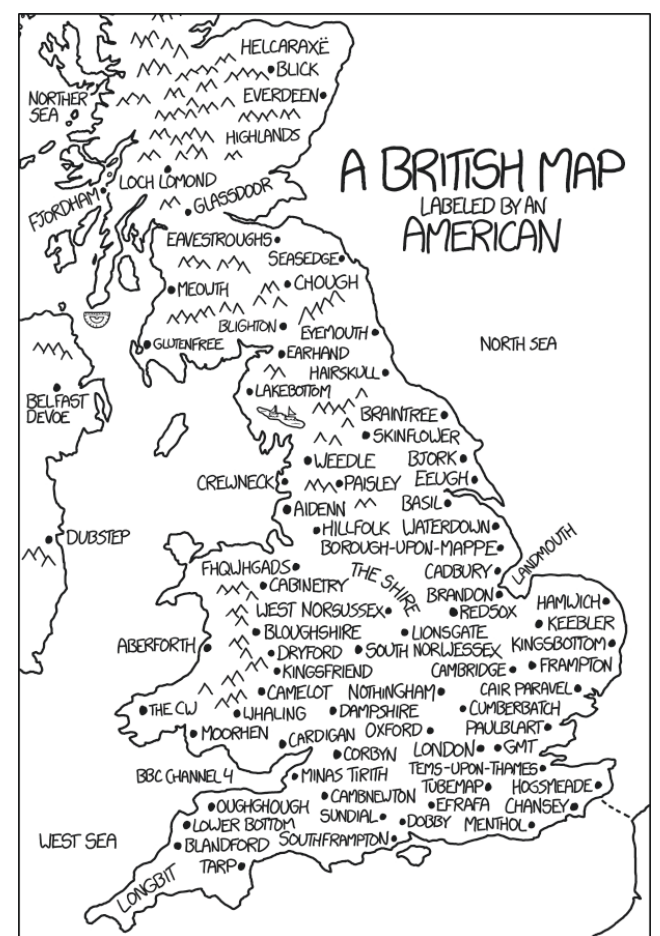 HELCARAXË
BLICK
NORTHER
SEA
EVERDEEN
HIGHLANDS
A BRITISH MAP
LABELED BY AN
AMERICAN
LOCH LOMOND
FJORDHAM
GLASSDOOR
EAVESTROUGHS
SEASEDGE
MEOUTH
CHOUGH
BLIGHTON
EYEMOUTH
GLUTENFREE
NORTH SEA
EARHAND
HAIRSKULL
LAKEBOTTOM
BELFAST
DEVOE
BRAINTREE
SKINFLOWER
WEEDLE
BJORK
CREWNECK
PAISLEY
EEUGH
AIDENN
BASIL
DUBSTEP
HILLFOLK
WATERDOWN
BOROUGH-UPON-MAPPE
LANDMOUTH
FHQWHGADS
THE SHIRE
CADBURY
CABINETRY
BRANDON
HAMWICH
WEST NORSUSSEX
REDSOX
KEEBLER
BLOUGHSHIRE
LIONSGATE
ABERFORTH
DRYFORD
SOUTH NORWESSEX
KINGSBOTTOM
KINGSFRIEND
CAMBRIDGE
FRAMPTON
CAMELOT
NOTHINGHAM
CAIR PARAVEL
THE CW
WHALING
DAMPSHIRE
CUMBERBATCH
MOORHEN
CARDIGAN
OXFORD
PAULBLART
CORBYN
LONDON
GMT
BBC CHANNEL 4
MINAS TIRITH
TEMS-UPON-THAMES
TUBEMAP
HOGSMEADE
OUGHGHOUGH
CAMBNEWTON
EFRAFA
CHANSEY
LOWER BOTTOM
SUNDIAL
DOBBY
MENTHOL
WEST SEA
BLANDFORD
SOUTHFRAMPTON
TARP
LONGBIT